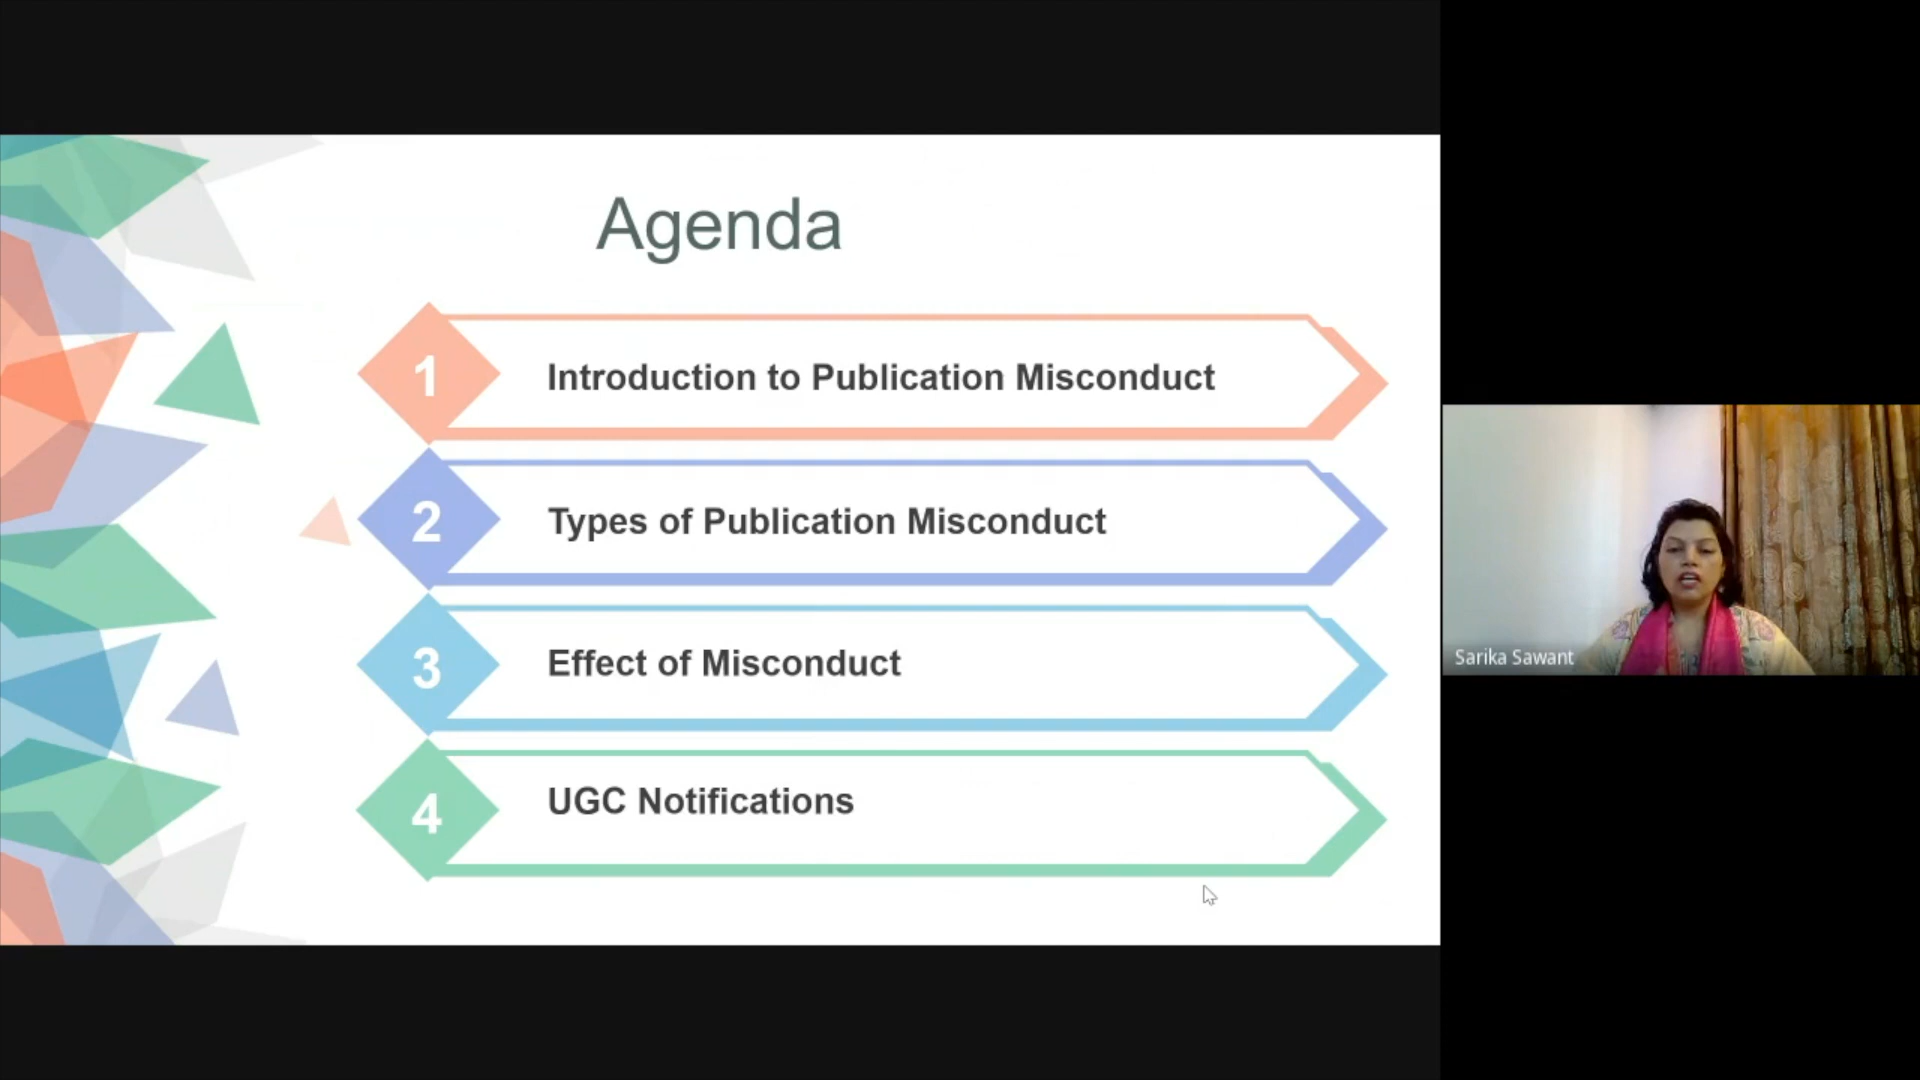 Agenda
1
Introduction to Publication Misconduct
2
Types of Publication Misconduct
3
Effect of Misconduct
4
UGC Notifications
Sarika Sawant